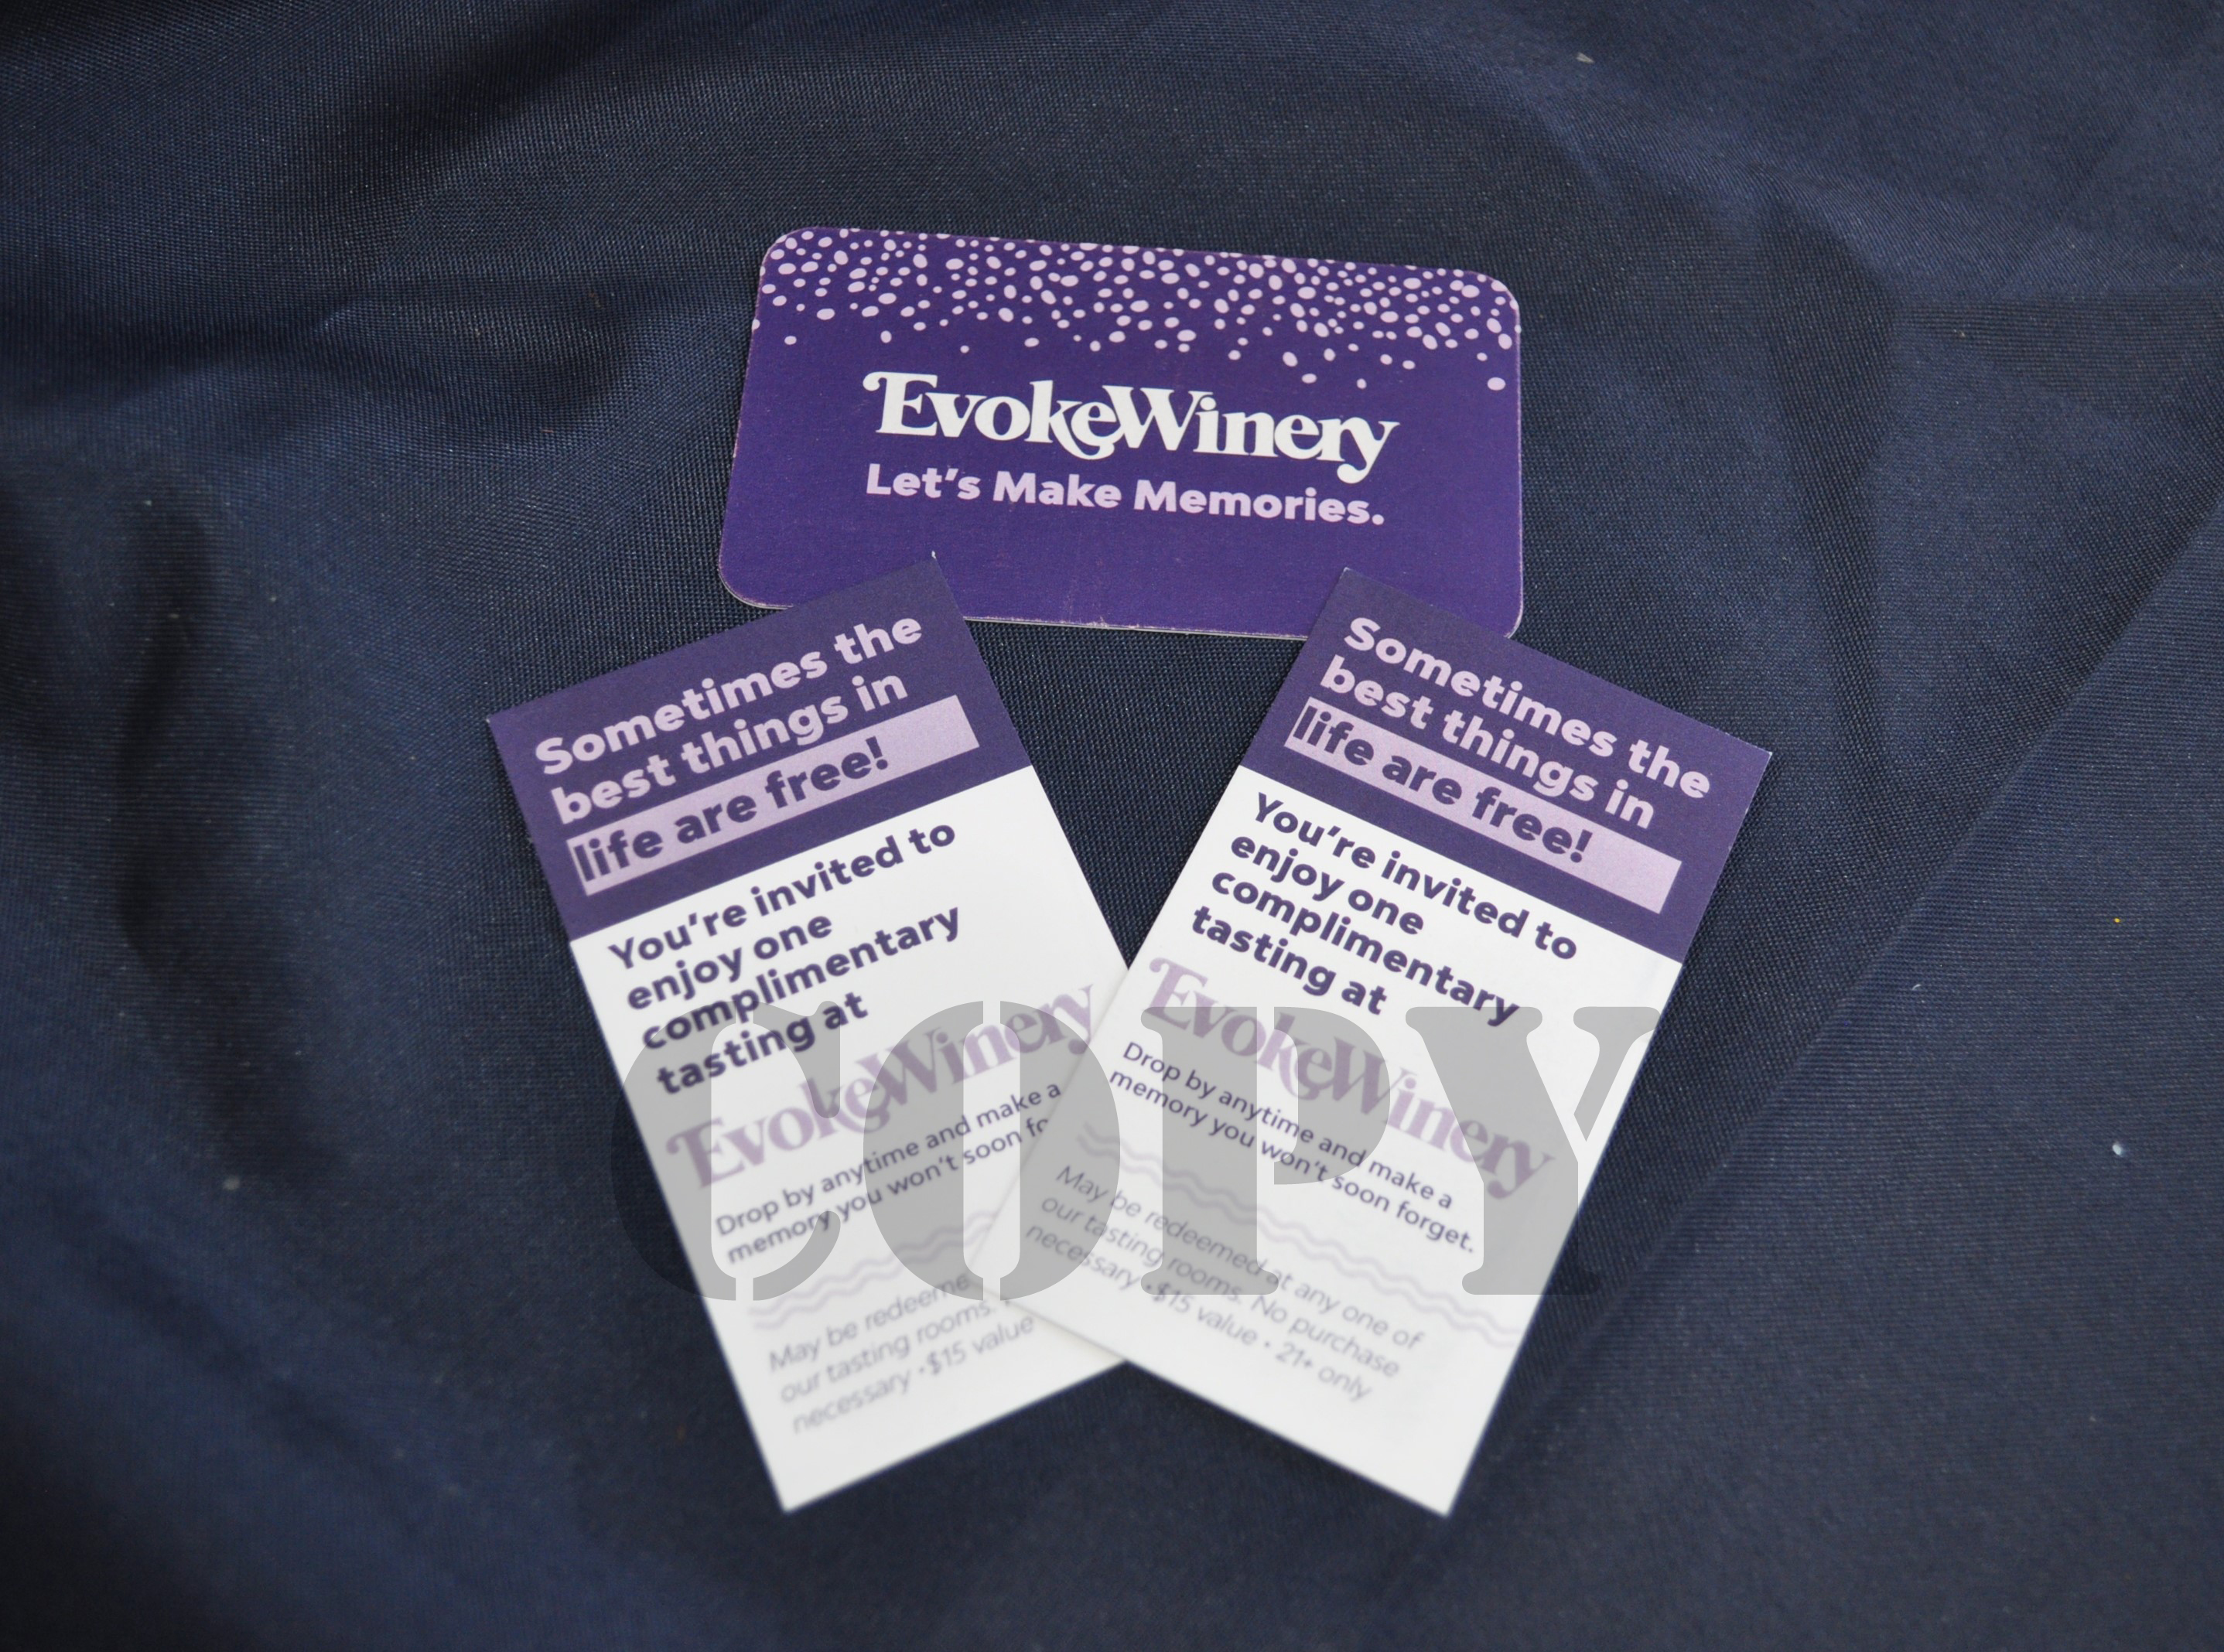 EvokeWinery
Let's Make Memories.
Sometimes the
best things in
life are free!
You're invited to
enjoy one
complimentary
tasting at
EvokeWinery
Drop by anytime and make a
memory you won't soon
May be redeeme
our tasting rooms.
necessary • $15 value
Sometimes the
best things in
life are free!
You're invited to
enjoy one
complimentary
tasting at
EvokeWinery
Drop by anytime and make a
memory you won't soon forget.
May be redeemed at any one of
our tasting rooms. No purchase
necessary • $15 value • 21+ only
COPY